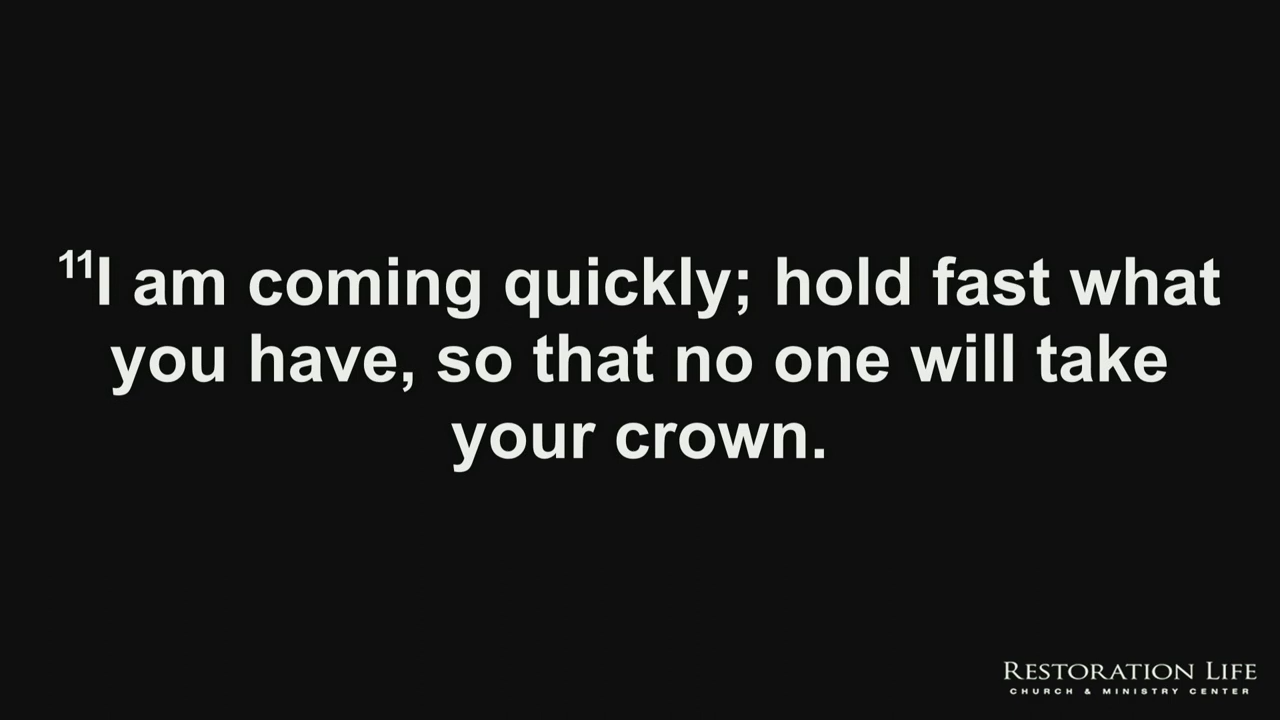 ¹¹I am coming quickly; hold fast what
you have, so that no one will take
your crown.
RESTORATION LIFE
CHURCH & MINISTRY CENTER